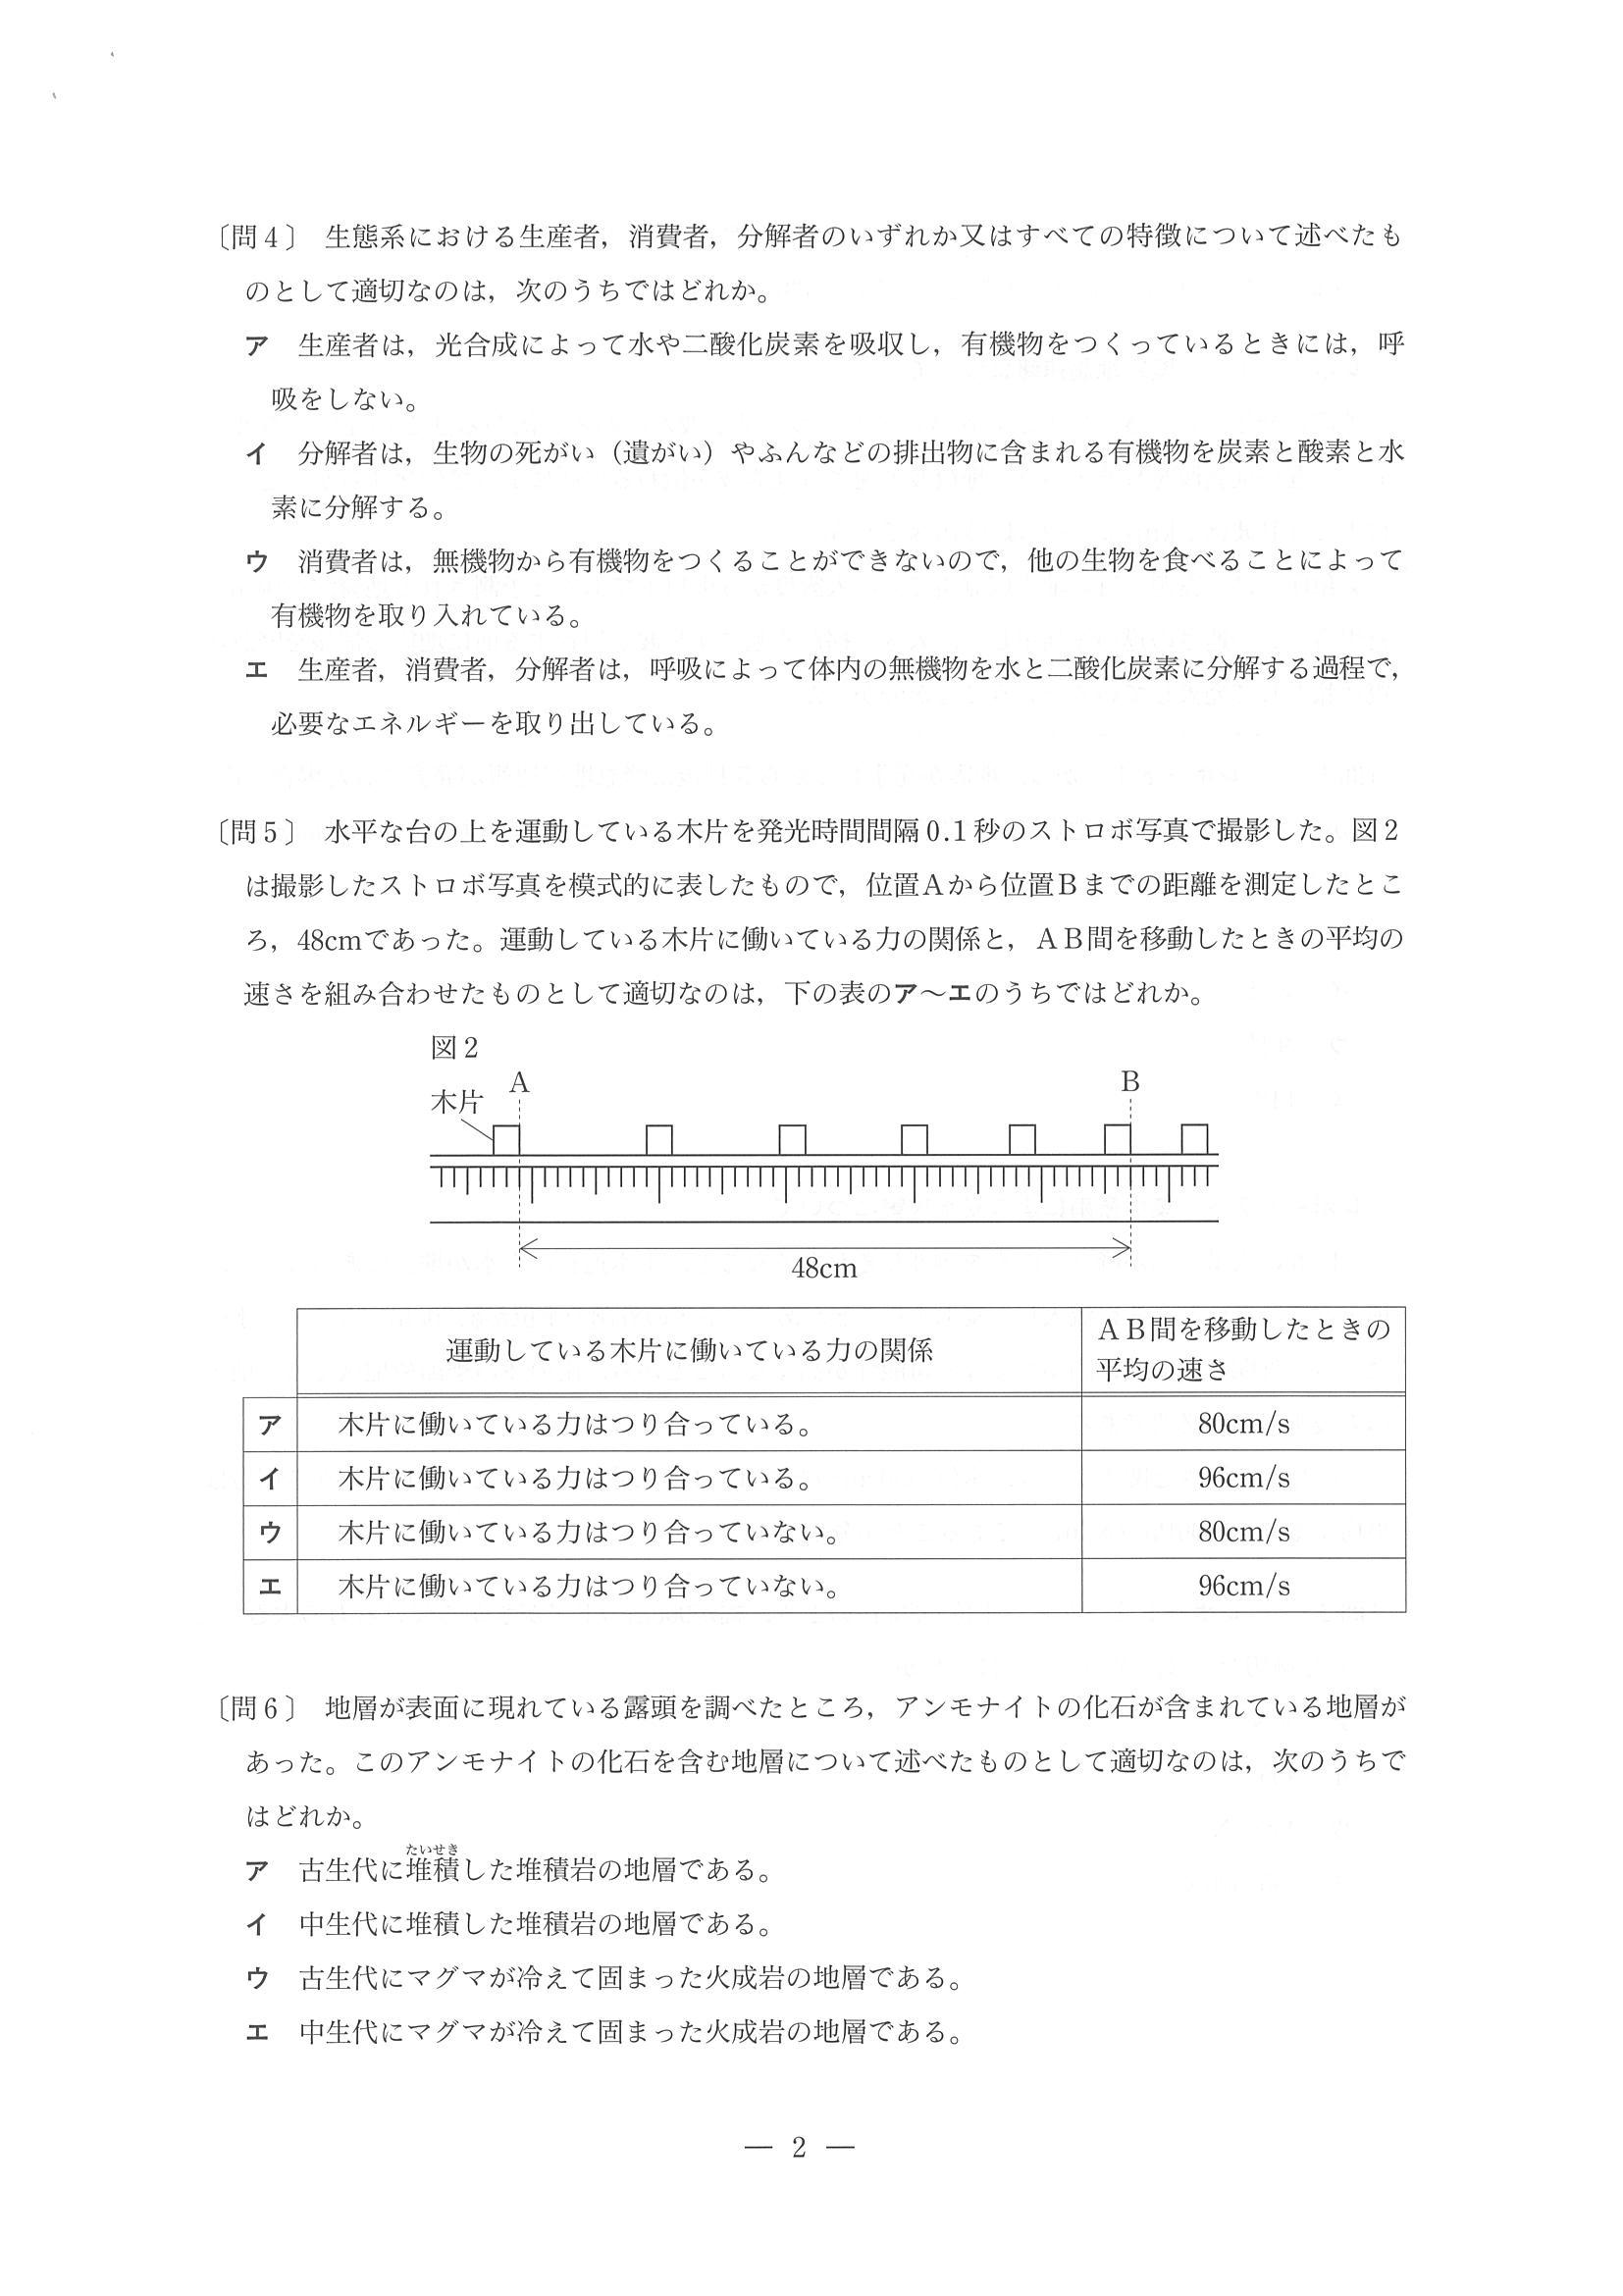 〔問4〕 生態系における生産者，消費者，分解者のいずれか又はすべての特徴について述べたも
のとして適切なのは，次のうちではどれか。
ア 生産者は，光合成によって水や二酸化炭素を吸収し，有機物をつくっているときには，呼
吸をしない。
イ 分解者は，生物の死がい（遺がい）やふんなどの排出物に含まれる有機物を炭素と酸素と水
素に分解する。
ウ 消費者は，無機物から有機物をつくることができないので，他の生物を食べることによって
有機物を取り入れている。
エ 生産者，消費者，分解者は，呼吸によって体内の無機物を水と二酸化炭素に分解する過程で，
必要なエネルギーを取り出している。
〔問5〕 水平な台の上を運動している木片を発光時間間隔0.1秒のストロボ写真で撮影した。図2
は撮影したストロボ写真を模式的に表したもので，位置Aから位置Bまでの距離を測定したとこ
ろ，48cmであった。運動している木片に働いている力の関係と，AB間を移動したときの平均の
速さを組み合わせたものとして適切なのは，下の表のア～エのうちではどれか。
図2
木片 A B
48cm
運動している木片に働いている力の関係 AB間を移動したときの
平均の速さ
ア 木片に働いている力はつり合っている。 80cm/s
イ 木片に働いている力はつり合っている。 96cm/s
ウ 木片に働いている力はつり合っていない。 80cm/s
エ 木片に働いている力はつり合っていない。 96cm/s
〔問6〕 地層が表面に現れている露頭を調べたところ，アンモナイトの化石が含まれている地層が
あった。このアンモナイトの化石を含む地層について述べたものとして適切なのは，次のうちで
はどれか。
たいせき
ア 古生代に堆積した堆積岩の地層である。
イ 中生代に堆積した堆積岩の地層である。
ウ 古生代にマグマが冷えて固まった火成岩の地層である。
エ 中生代にマグマが冷えて固まった火成岩の地層である。
— 2 —